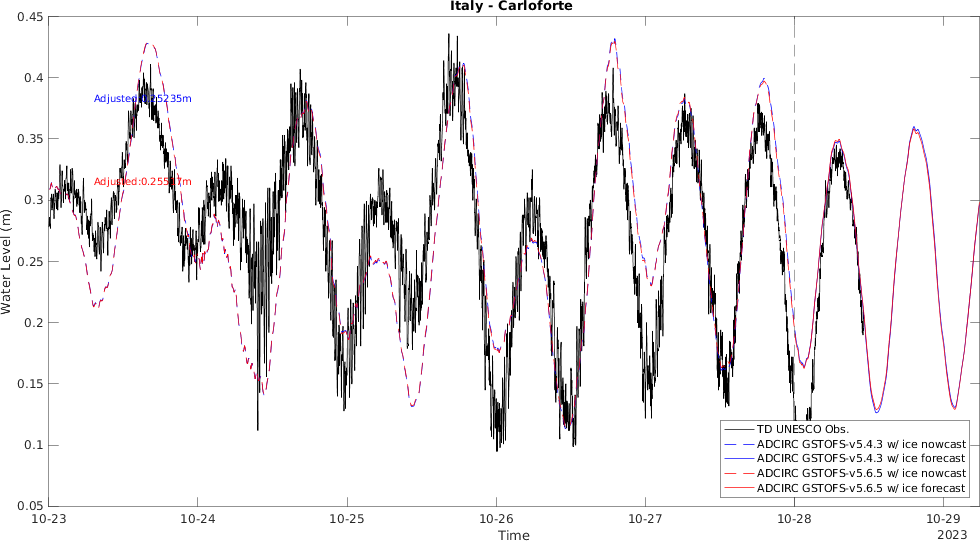 Italy - Carloforte
Water Level (m)
0.45
0.4
0.35
0.3
0.25
0.2
0.15
0.1
0.05
m
TD UNESCO Obs.
ADCIRC GSTOFS-v5.4.3 w/ ice nowcast
ADCIRC GSTOFS-v5.4.3 w/ ice forecast
ADCIRC GSTOFS-v5.6.5 w/ ice nowcast
ADCIRC GSTOFS-v5.6.5 w/ ice forecast
10-23
10-24
10-25
10-26
10-27
10-28
10-29
Time
2023